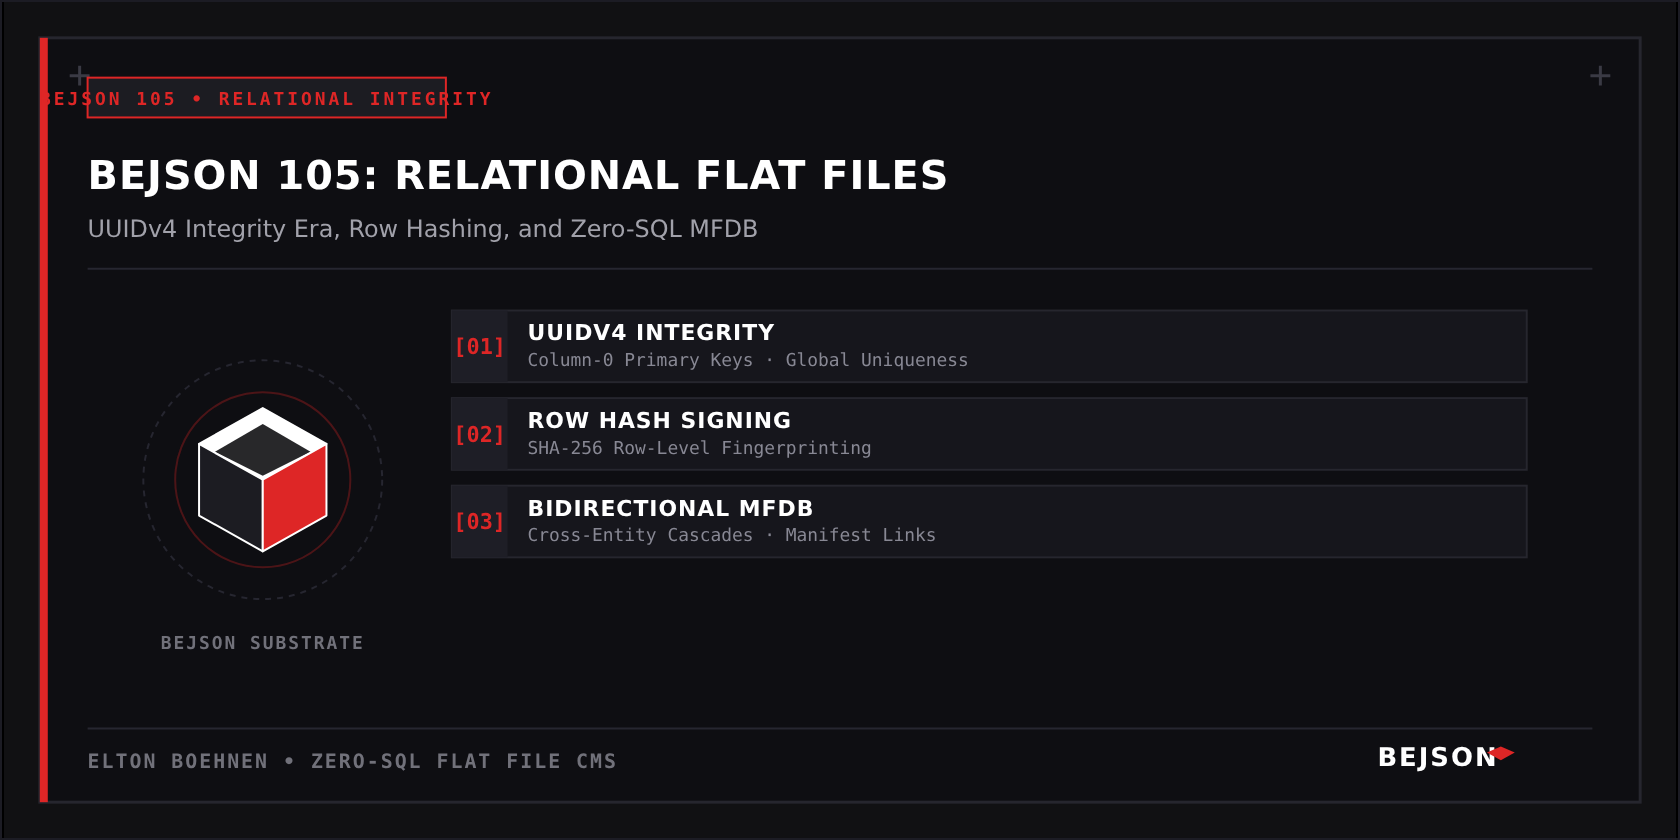 BEJSON 105 • RELATIONAL INTEGRITY
BEJSON 105: RELATIONAL FLAT FILES
UUIDv4 Integrity Era, Row Hashing, and Zero-SQL MFDB
[01]
UUIDV4 INTEGRITY
Column-0 Primary Keys · Global Uniqueness
[02]
ROW HASH SIGNING
SHA-256 Row-Level Fingerprinting
[03]
BIDIRECTIONAL MFDB
Cross-Entity Cascades · Manifest Links
BEJSON SUBSTRATE
ELTON BOEHNEN • ZERO-SQL FLAT FILE CMS
BEJSON